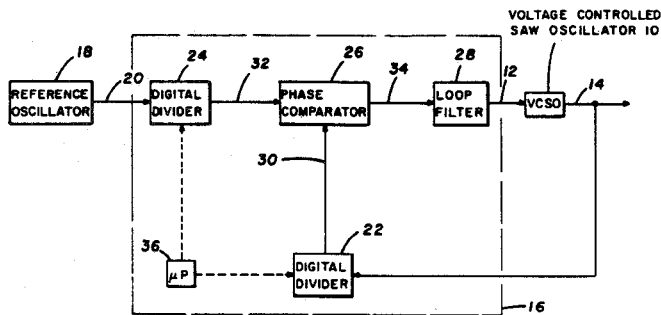 VOLTAGE CONTROLLED
SAW OSCILLATOR 10
18
24
26
28
REFERENCE
OSCILLATOR
20
DIGITAL
DIVIDER
32
PHASE
COMPARATOR
34
LOOP
FILTER
12
VCSO
14
30
36
µP
22
DIGITAL
DIVIDER
16